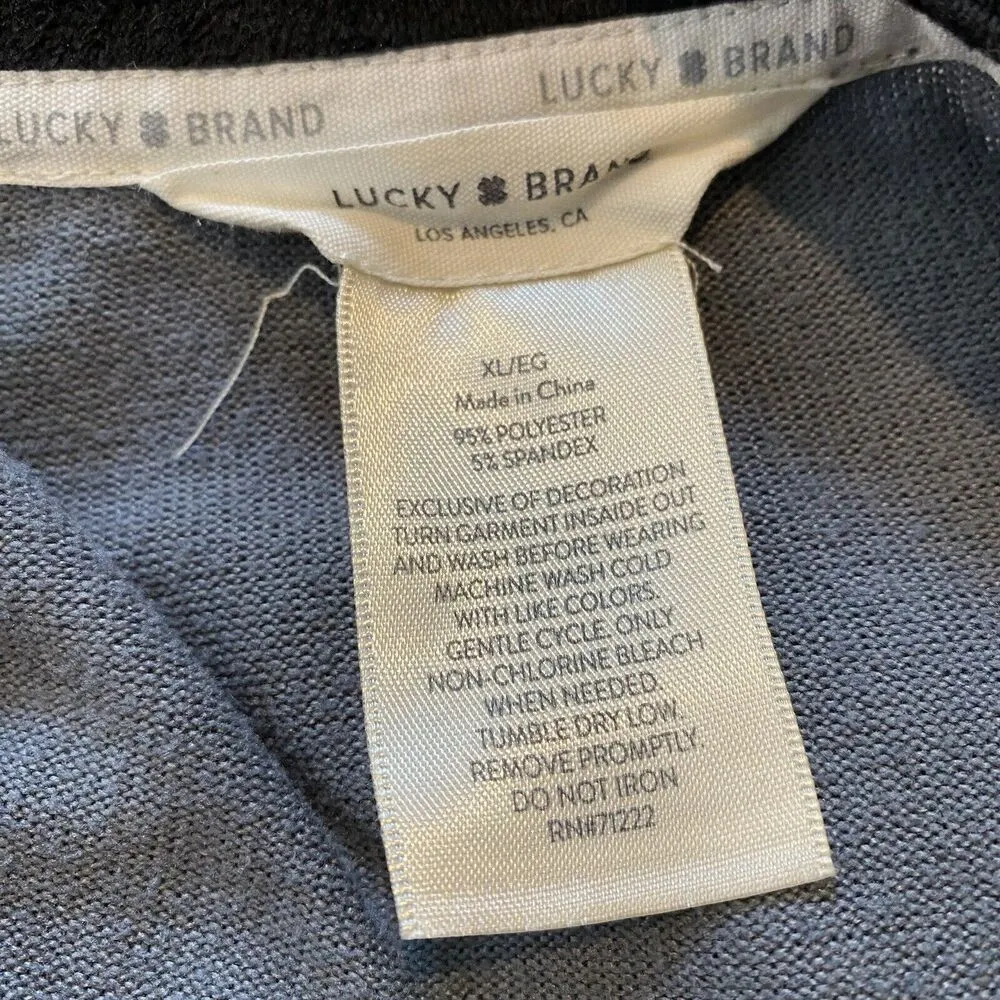 LUCKY BRAND
LUCKY BRAND
LUCKY BRAND
LOS ANGELES, CA
XL/EG
Made in China
95% POLYESTER
5% SPANDEX
EXCLUSIVE OF DECORATION
TURN GARMENT INSAIDE OUT
AND WASH BEFORE WEARING
MACHINE WASH COLD
WITH LIKE COLORS.
GENTLE CYCLE. ONLY
NON-CHLORINE BLEACH
WHEN NEEDED.
TUMBLE DRY LOW.
REMOVE PROMPTLY.
DO NOT IRON
RN#71222